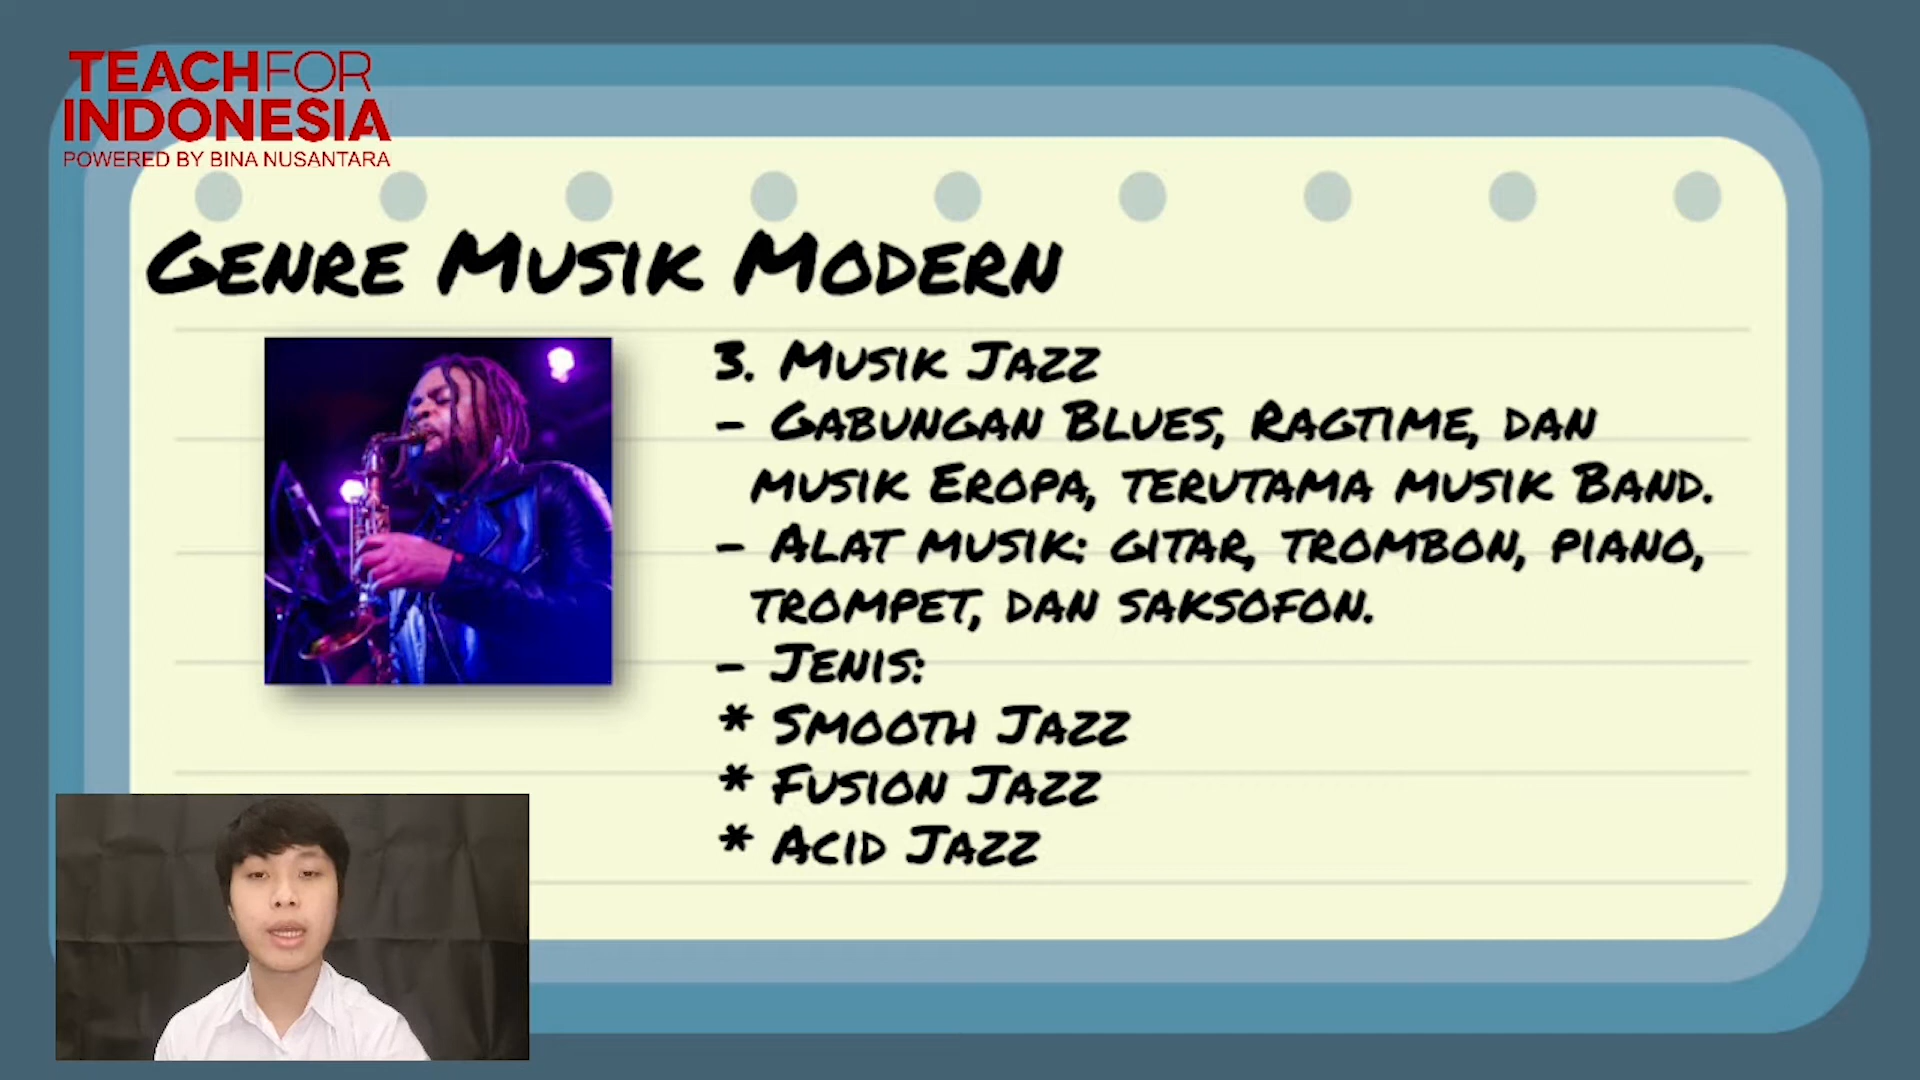 TEACHFOR
INDONESIA
POWERED BY BINA NUSANTARA
GENRE MUSIK MODERN
3. MUSIK JAZZ
- GABUNGAN BLUES, RAGTIME, DAN
MUSIK EROPA, TERUTAMA MUSIK BAND.
- ALAT MUSIK: GITAR, TROMBON, PIANO,
TROMPET, DAN SAKSOFON.
- JENIS:
* SMOOTH JAZZ
* FUSION JAZZ
* ACID JAZZ